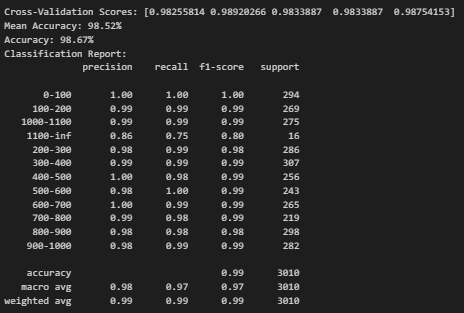 Cross-Validation Scores: [0.98255814 0.98920266 0.9833887  0.9833887  0.98754153]
Mean Accuracy: 98.52%
Accuracy: 98.67%
Classification Report:
              precision    recall  f1-score   support

       0-100       1.00      1.00      1.00       294
     100-200       0.99      0.99      0.99       269
   1000-1100       0.99      0.99      0.99       275
    1100-inf       0.86      0.75      0.80        16
     200-300       0.98      0.99      0.98       286
     300-400       0.99      0.99      0.99       307
     400-500       1.00      0.98      0.99       256
     500-600       0.98      1.00      0.99       243
     600-700       1.00      0.99      0.99       265
     700-800       0.99      0.98      0.98       219
     800-900       0.98      0.98      0.98       298
    900-1000       0.98      0.99      0.99       282

    accuracy                           0.99      3010
   macro avg       0.98      0.97      0.97      3010
weighted avg       0.99      0.99      0.99      3010